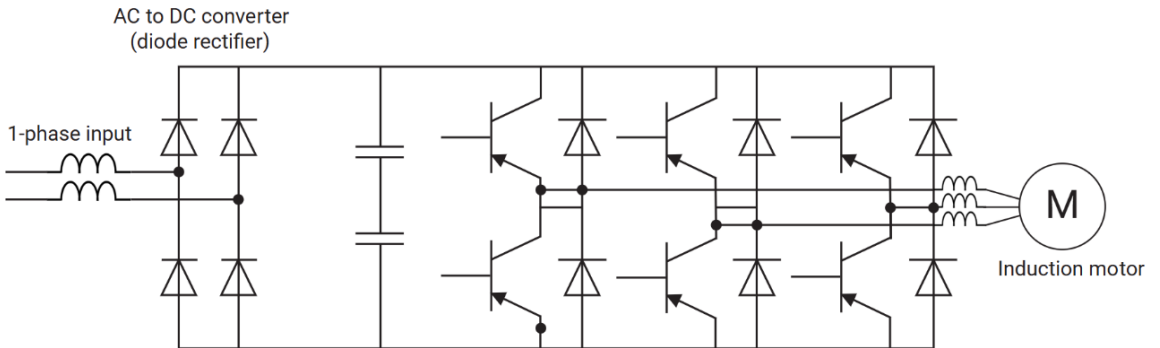 AC to DC converter
(diode rectifier)
1-phase input
M
Induction motor